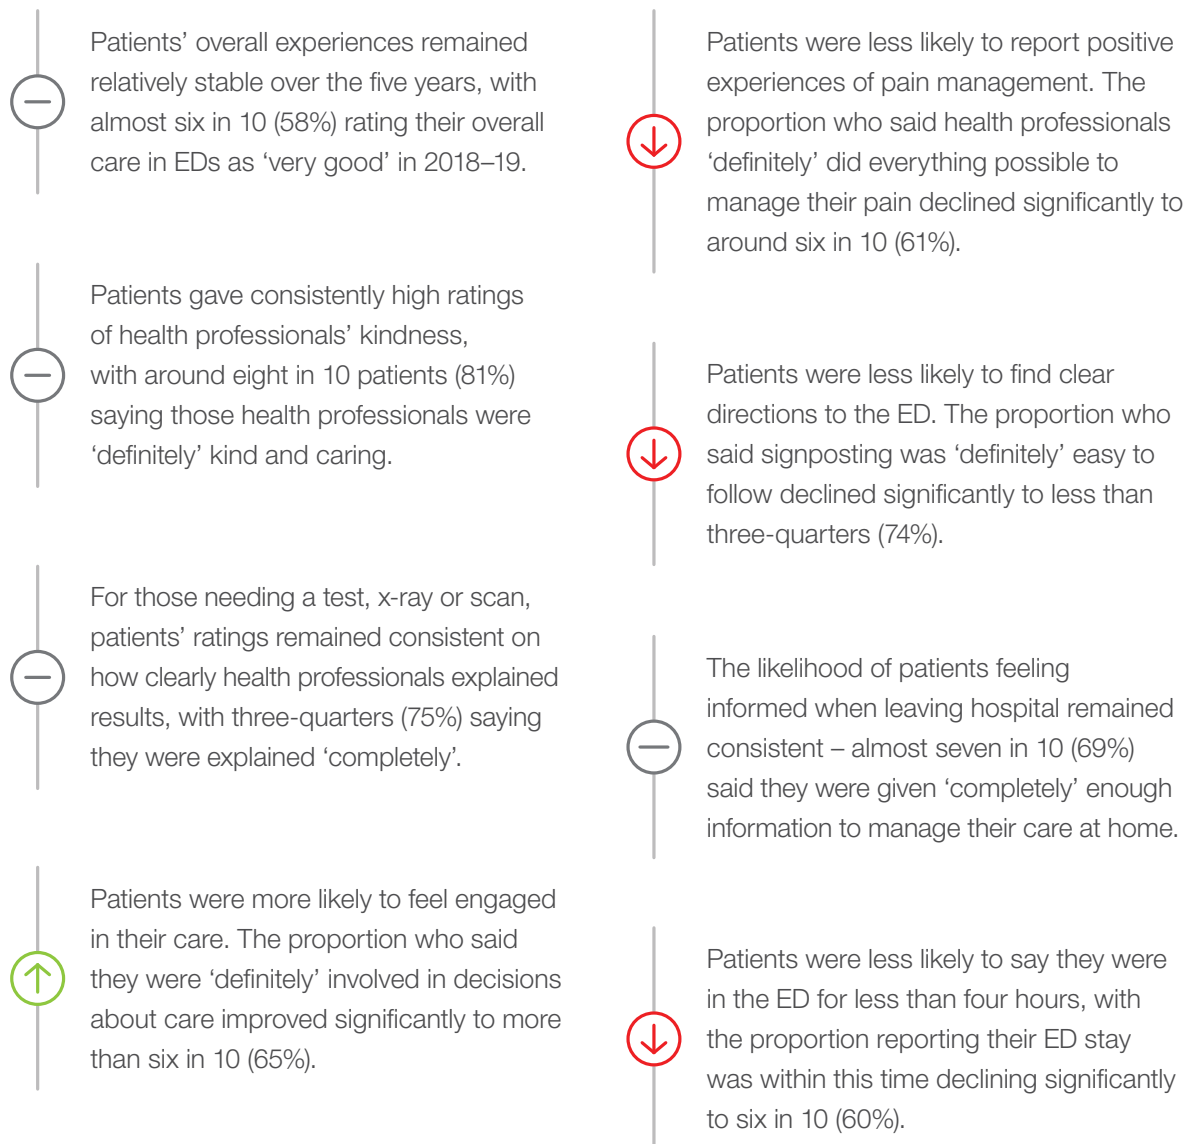 Patients’ overall experiences remained
relatively stable over the five years, with
almost six in 10 (58%) rating their overall
care in EDs as ‘very good’ in 2018–19.
Patients gave consistently high ratings
of health professionals’ kindness,
with around eight in 10 patients (81%)
saying those health professionals were
‘definitely’ kind and caring.
For those needing a test, x-ray or scan,
patients’ ratings remained consistent on
how clearly health professionals explained
results, with three-quarters (75%) saying
they were explained ‘completely’.
Patients were more likely to feel engaged
in their care. The proportion who said
they were ‘definitely’ involved in decisions
about care improved significantly to more
than six in 10 (65%).
Patients were less likely to report positive
experiences of pain management. The
proportion who said health professionals
‘definitely’ did everything possible to
manage their pain declined significantly to
around six in 10 (61%).
Patients were less likely to find clear
directions to the ED. The proportion who
said signposting was ‘definitely’ easy to
follow declined significantly to less than
three-quarters (74%).
The likelihood of patients feeling
informed when leaving hospital remained
consistent – almost seven in 10 (69%)
said they were given ‘completely’ enough
information to manage their care at home.
Patients were less likely to say they were
in the ED for less than four hours, with
the proportion reporting their ED stay
was within this time declining significantly
to six in 10 (60%).